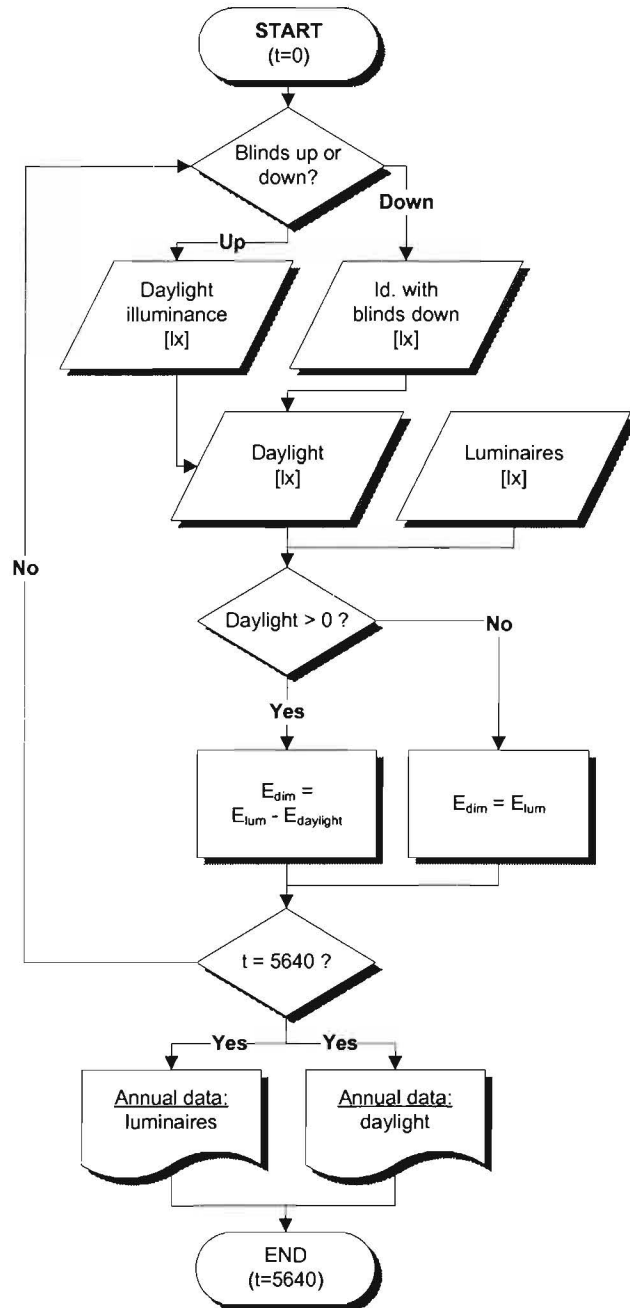 START
(t=0)
Blinds up or
down?
Down
Up
Daylight
illuminance
[lx]
Id. with
blinds down
[lx]
Daylight
[lx]
Luminaires
[lx]
No
Daylight > 0 ?
No
Yes
E_dim =
E_lum - E_daylight
E_dim = E_lum
t = 5640 ?
Yes
Yes
Annual data:
luminaires
Annual data:
daylight
END
(t=5640)